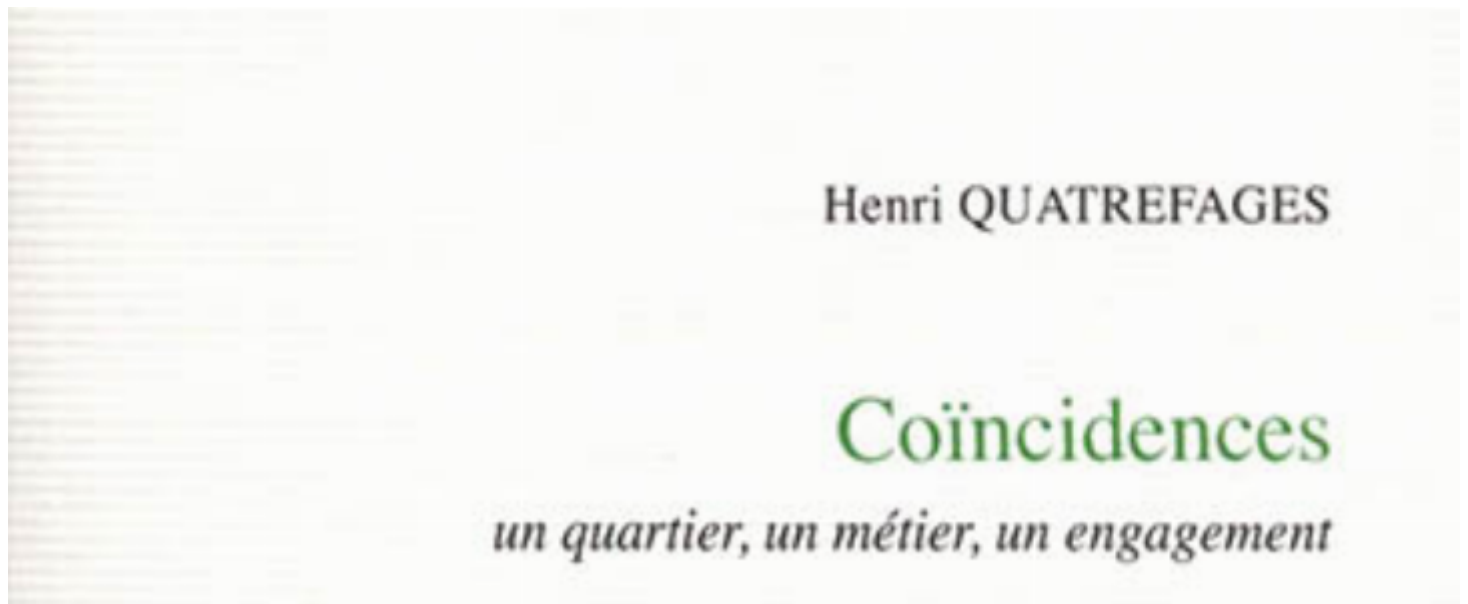 Henri QUATREFAGES
Coïncidences
un quartier, un métier, un engagement